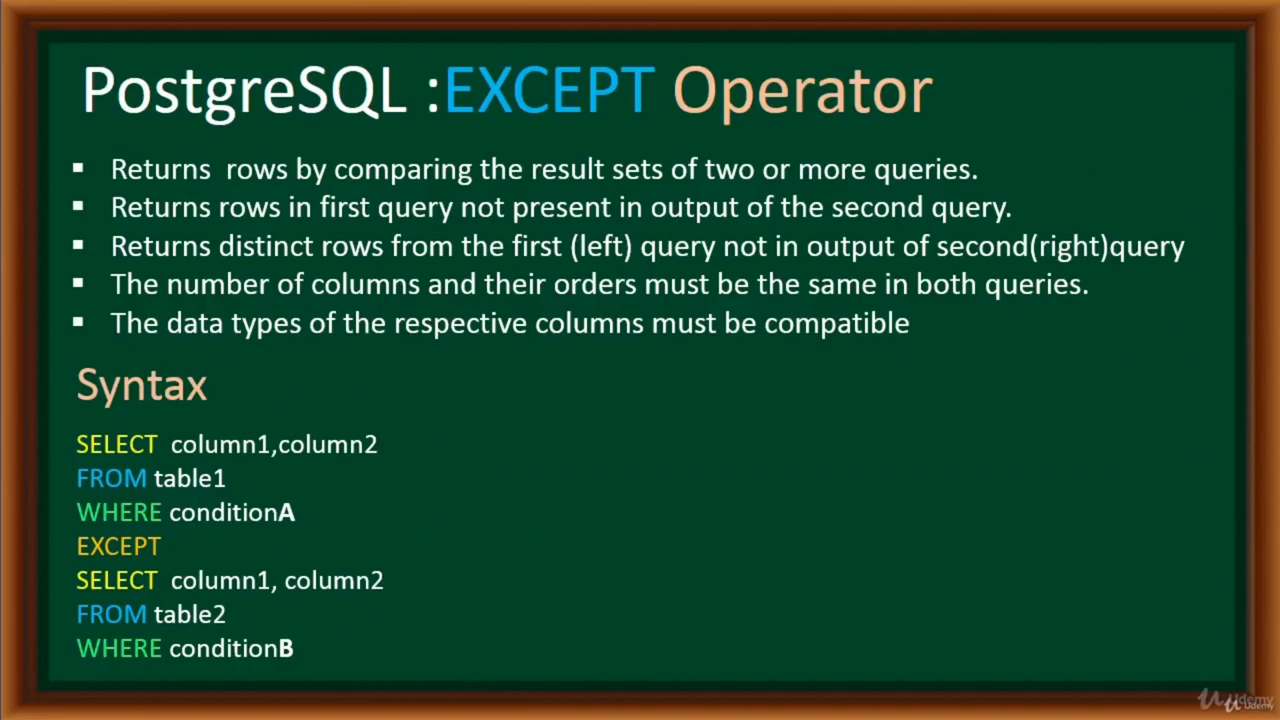 PostgreSQL :EXCEPT Operator
▪ Returns rows by comparing the result sets of two or more queries.
▪ Returns rows in first query not present in output of the second query.
▪ Returns distinct rows from the first (left) query not in output of second(right)query
▪ The number of columns and their orders must be the same in both queries.
▪ The data types of the respective columns must be compatible
Syntax
SELECT column1,column2
FROM table1
WHERE conditionA
EXCEPT
SELECT column1, column2
FROM table2
WHERE conditionB
Udemy
Udemy